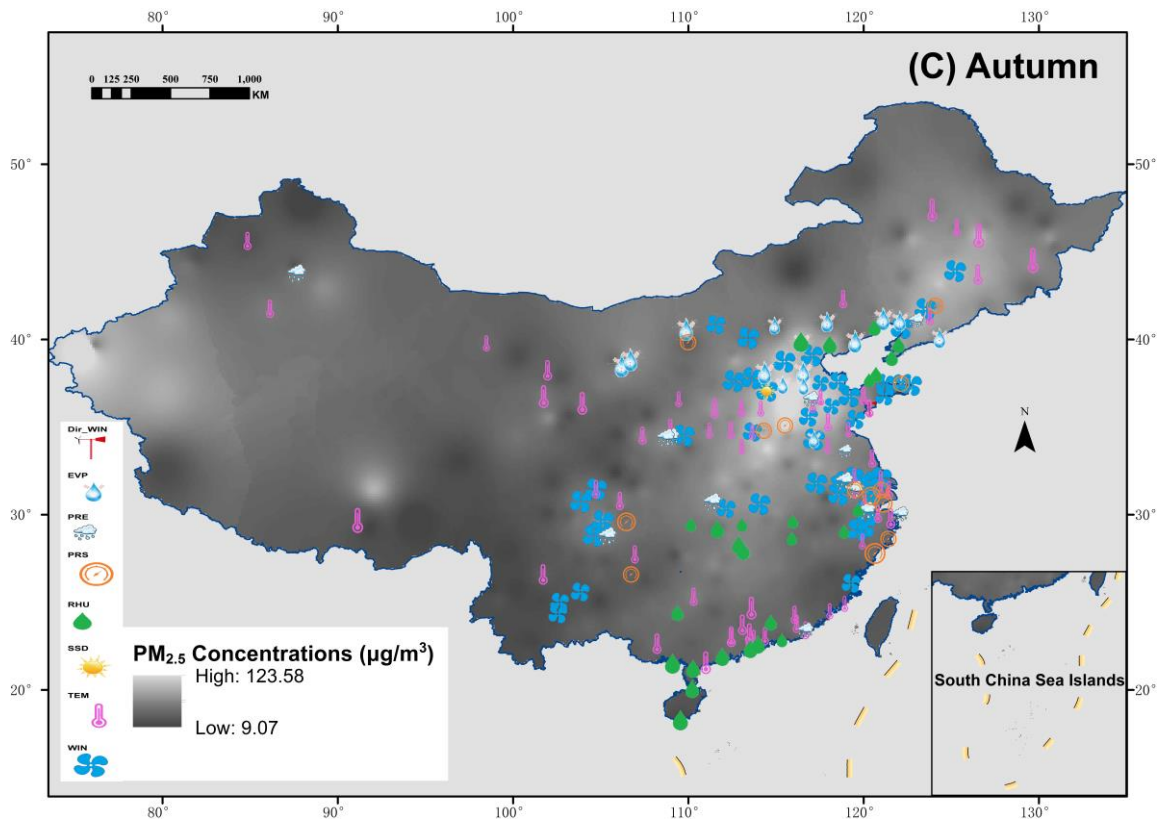 100° 110° 120° 130°
(C) Autumn
0 125 250 500 750 1,000
KM
50° 50°
40° 40°
30° 30°
20° 20°
N
Dir_WIN
EVP
PRE
PRS
RHU
SSD
TEM
WIN
PM2.5 Concentrations (μg/m³)
High: 123.58
Low: 9.07
South China Sea Islands
80° 90° 100° 110° 120° 130°